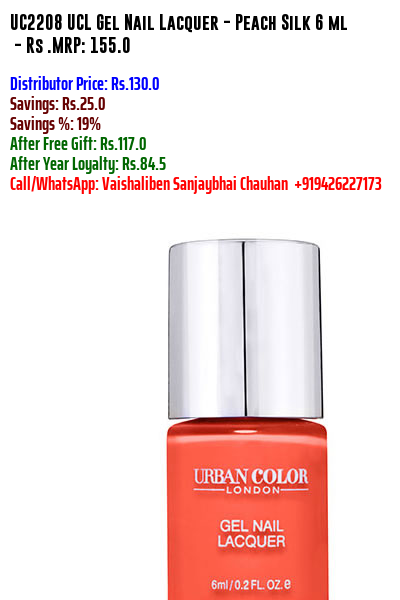 UC2208 UCL Gel Nail Lacquer - Peach Silk 6 ml
- Rs .MRP: 155.0
Distributor Price: Rs.130.0
Savings: Rs.25.0
Savings %: 19%
After Free Gift: Rs.117.0
After Year Loyalty: Rs.84.5
Call/WhatsApp: Vaishaliben Sanjaybhai Chauhan +919426227173
URBAN COLOR
LONDON
GEL NAIL
LACQUER
6ml/0.2 FL. OZ. e